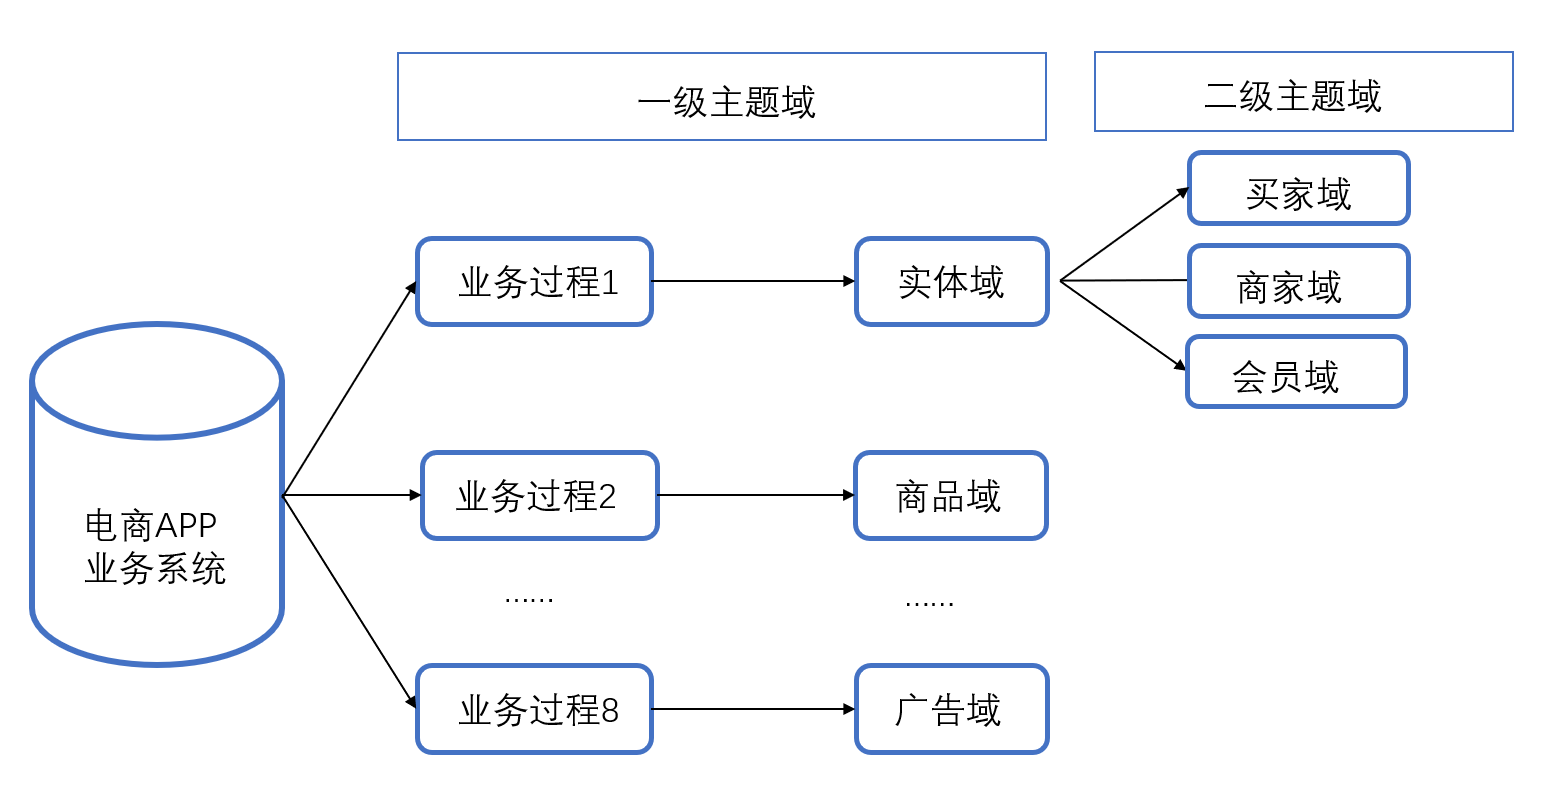 一级主题域
二级主题域
买家域
业务过程1
实体域
商家域
会员域
业务过程2
商品域
电商APP
业务系统
……
……
业务过程8
广告域